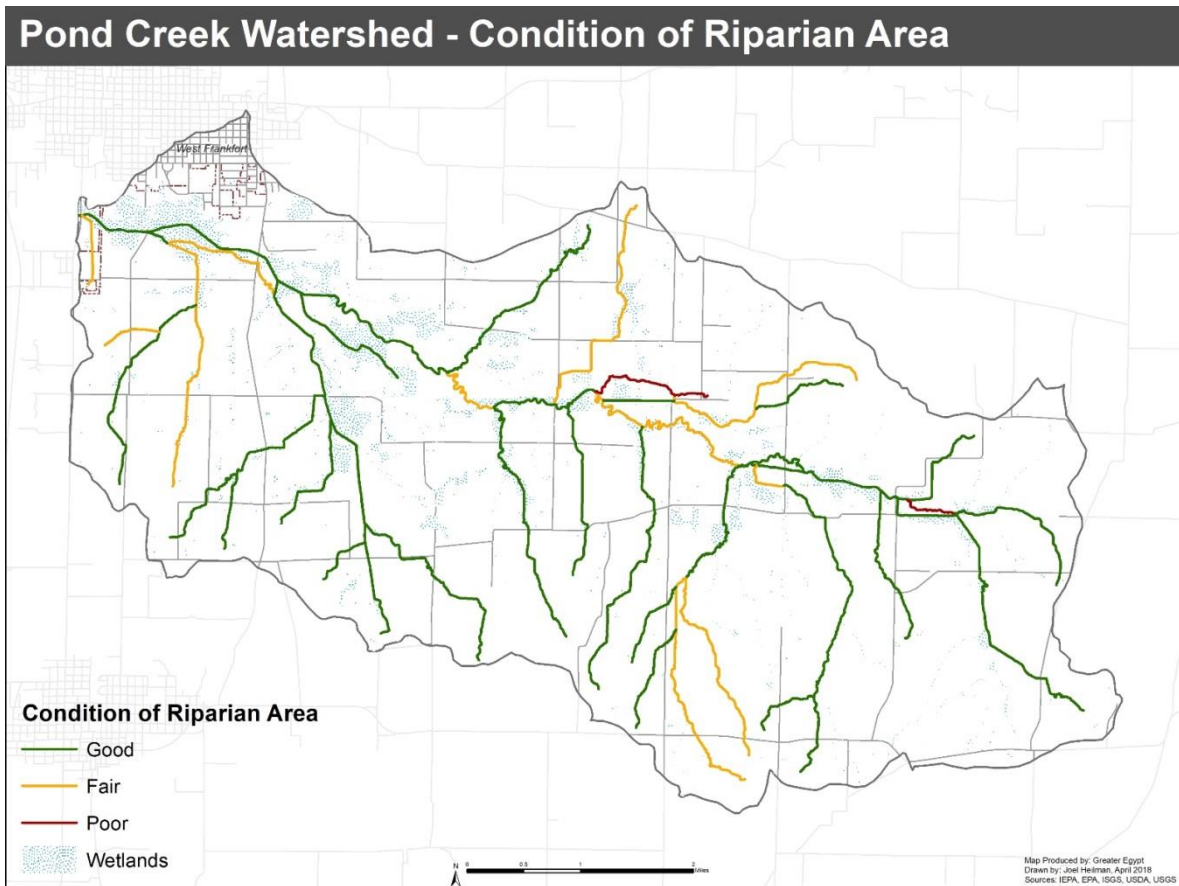 Pond Creek Watershed - Condition of Riparian Area
West Frankfort
Condition of Riparian Area
Good
Fair
Poor
Wetlands
N
0 0.5 1 2
Miles
Map Produced by: Greater Egypt
Drawn by: Joel Heilman, April 2018
Sources: IEPA, EPA, ISGS, USDA, USGS